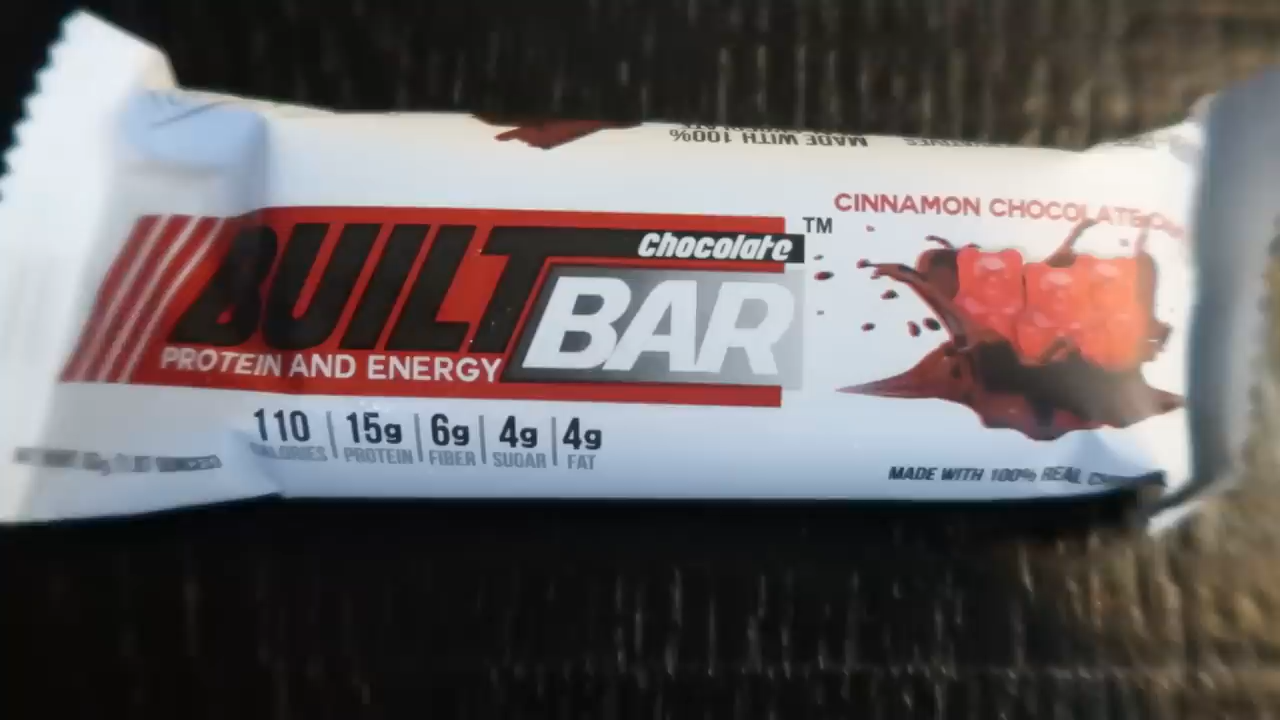 MADE WITH 100%
CINNAMON CHOCOLATE
Chocolate
TM
BUILT
BAR
PROTEIN AND ENERGY
110 15g 6g 4g 4g
CALORIES PROTEIN FIBER SUGAR FAT
MADE WITH 100% REAL